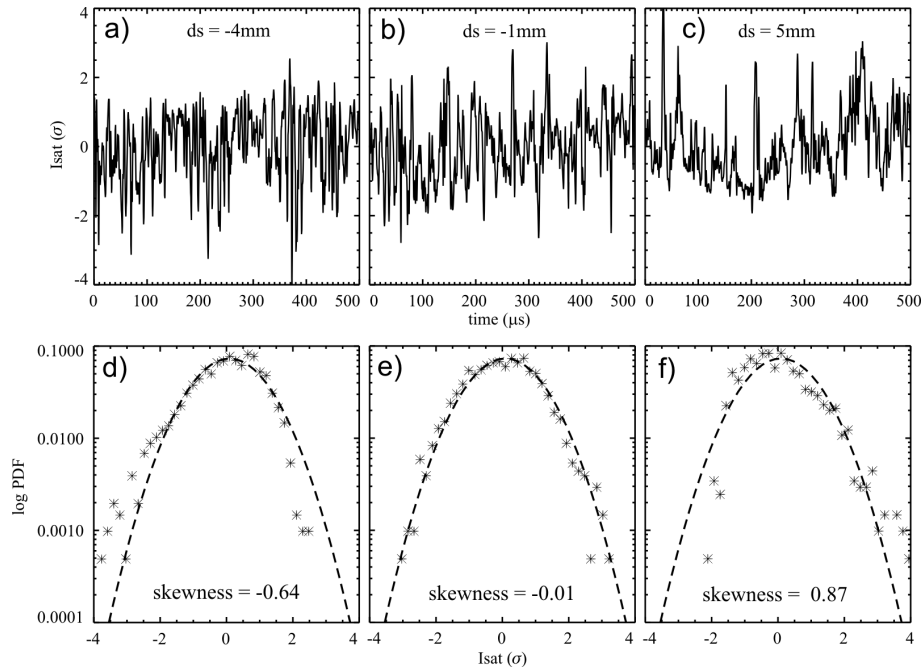 a) ds = -4mm
b) ds = -1mm
c) ds = 5mm
4
2
0
-2
-4
Isat (σ)
0 100 200 300 400 500
0 100 200 300 400 500
0 100 200 300 400 500
time (μs)
d)
e)
f)
0.1000
0.0100
0.0010
0.0001
log PDF
skewness = -0.64
skewness = -0.01
skewness = 0.87
-4 -2 0 2 4
-4 -2 0 2 4
-4 -2 0 2 4
Isat (σ)